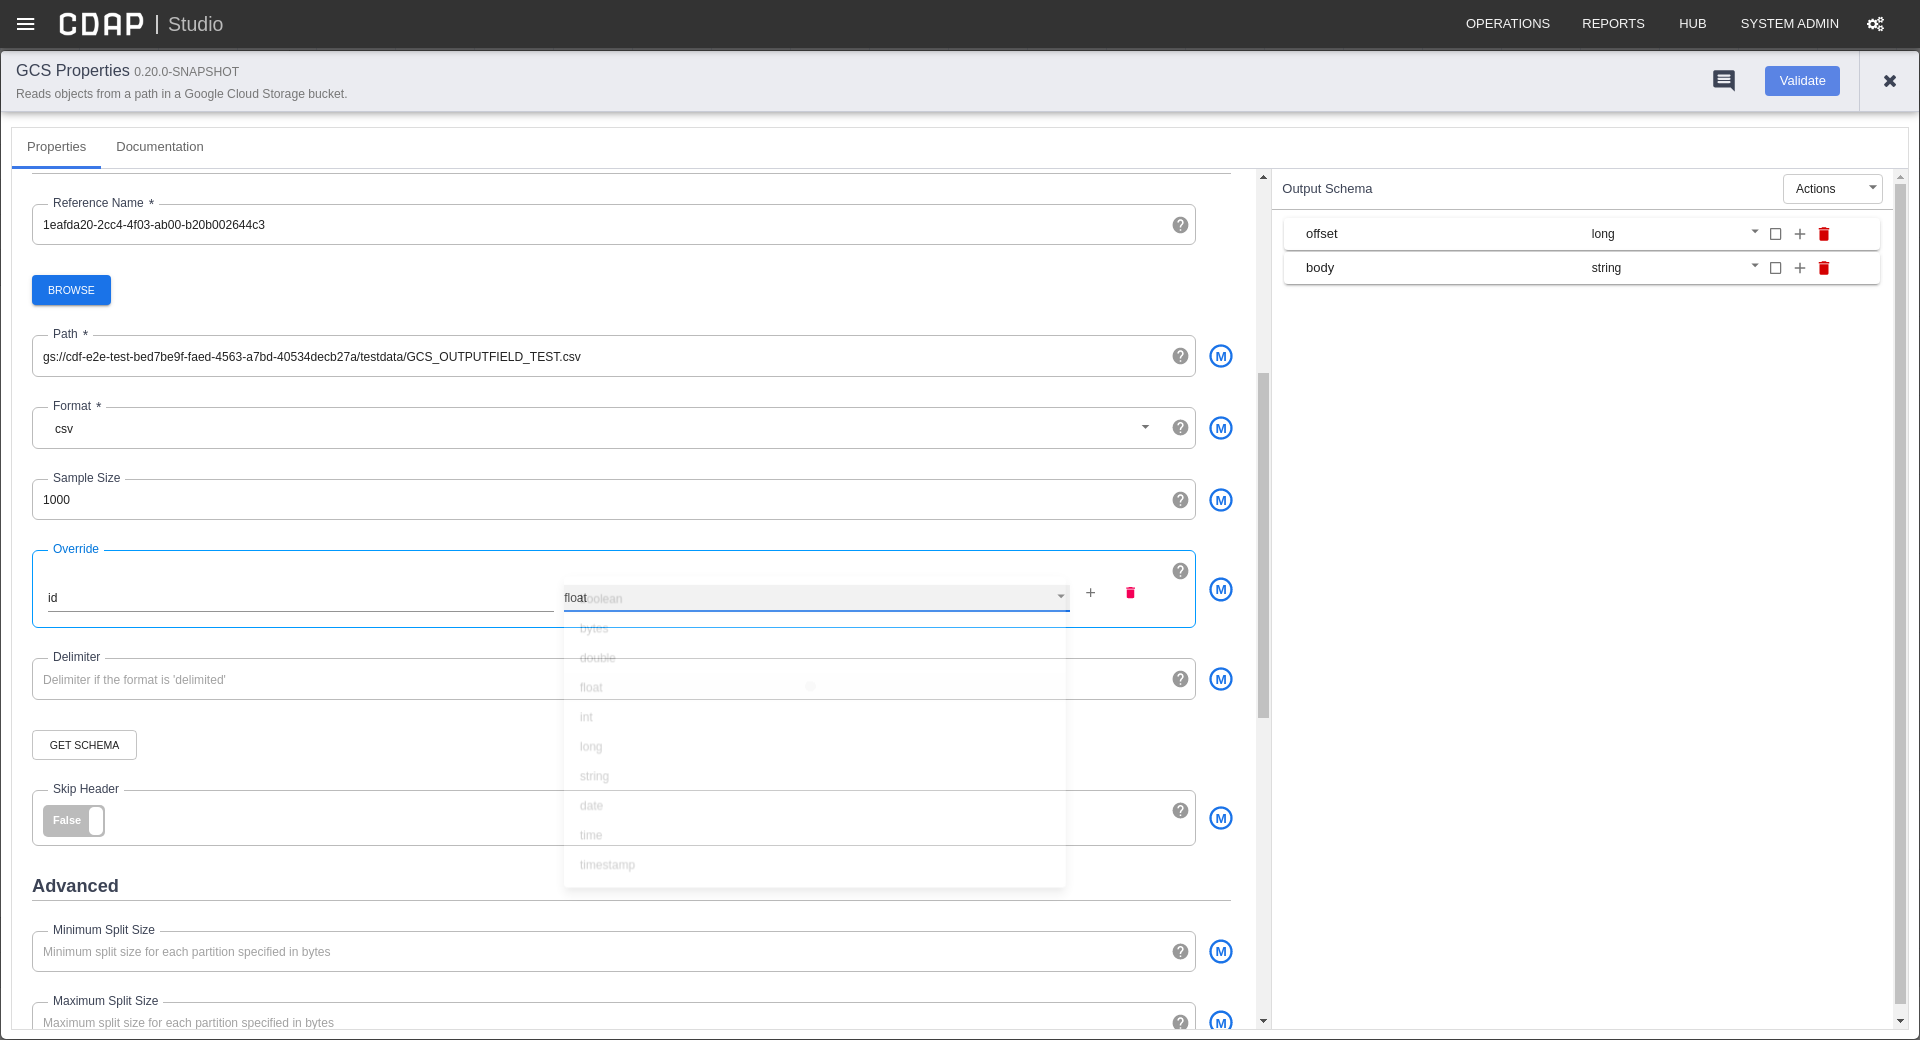 CDAP | Studio
OPERATIONS REPORTS HUB SYSTEM ADMIN
GCS Properties 0.20.0-SNAPSHOT
Reads objects from a path in a Google Cloud Storage bucket.
Validate
Properties Documentation
Reference Name *
1eafda20-2cc4-4f03-ab00-b20b002644c3
BROWSE
Path *
gs://cdf-e2e-test-bed7be9f-faed-4563-a7bd-40534decb27a/testdata/GCS_OUTPUTFIELD_TEST.csv
M
Format *
csv
M
Sample Size
1000
M
Override
id
float
boolean
bytes
double
float
int
long
string
date
time
timestamp
M
Delimiter
Delimiter if the format is 'delimited'
M
GET SCHEMA
Skip Header
False
M
Advanced
Minimum Split Size
Minimum split size for each partition specified in bytes
M
Maximum Split Size
Maximum split size for each partition specified in bytes
M
Output Schema
Actions
offset long
body string